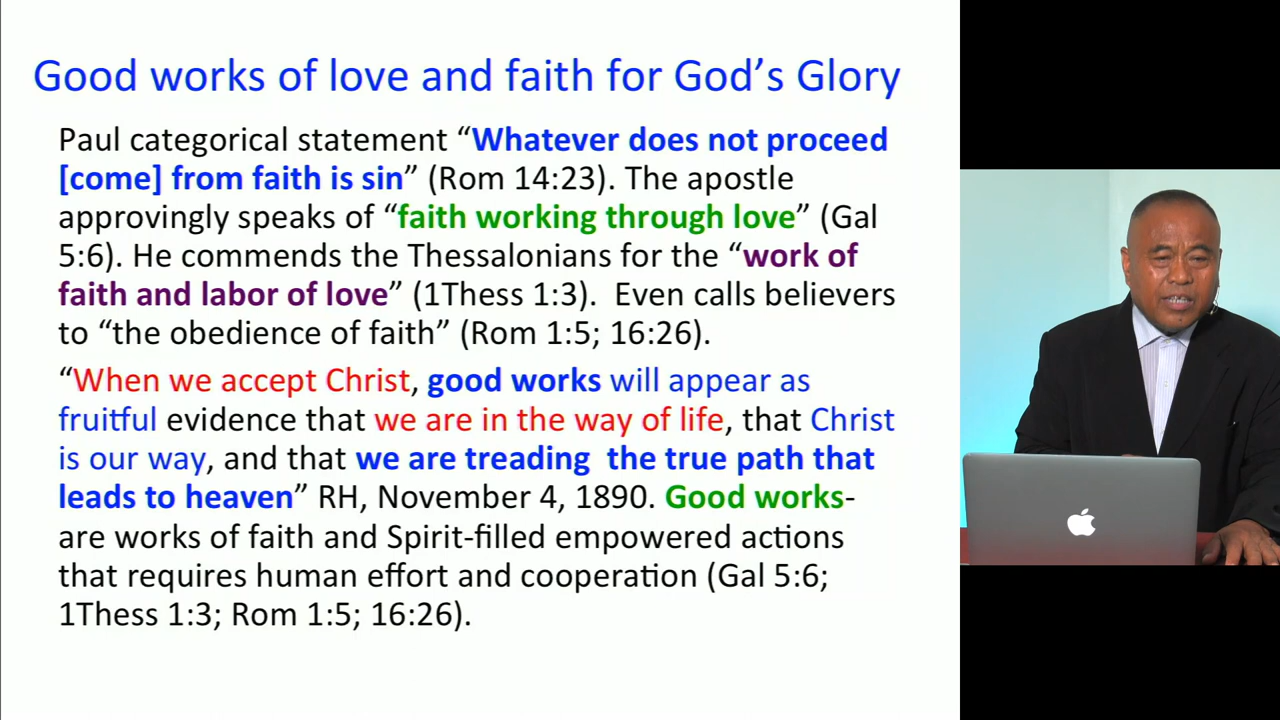 Good works of love and faith for God’s Glory
Paul categorical statement “Whatever does not proceed
[come] from faith is sin” (Rom 14:23). The apostle
approvingly speaks of “faith working through love” (Gal
5:6). He commends the Thessalonians for the “work of
faith and labor of love” (1Thess 1:3).  Even calls believers
to “the obedience of faith” (Rom 1:5; 16:26).
“When we accept Christ, good works will appear as
fruitful evidence that we are in the way of life, that Christ
is our way, and that we are treading  the true path that
leads to heaven” RH, November 4, 1890. Good works-
are works of faith and Spirit-filled empowered actions
that requires human effort and cooperation (Gal 5:6;
1Thess 1:3; Rom 1:5; 16:26).